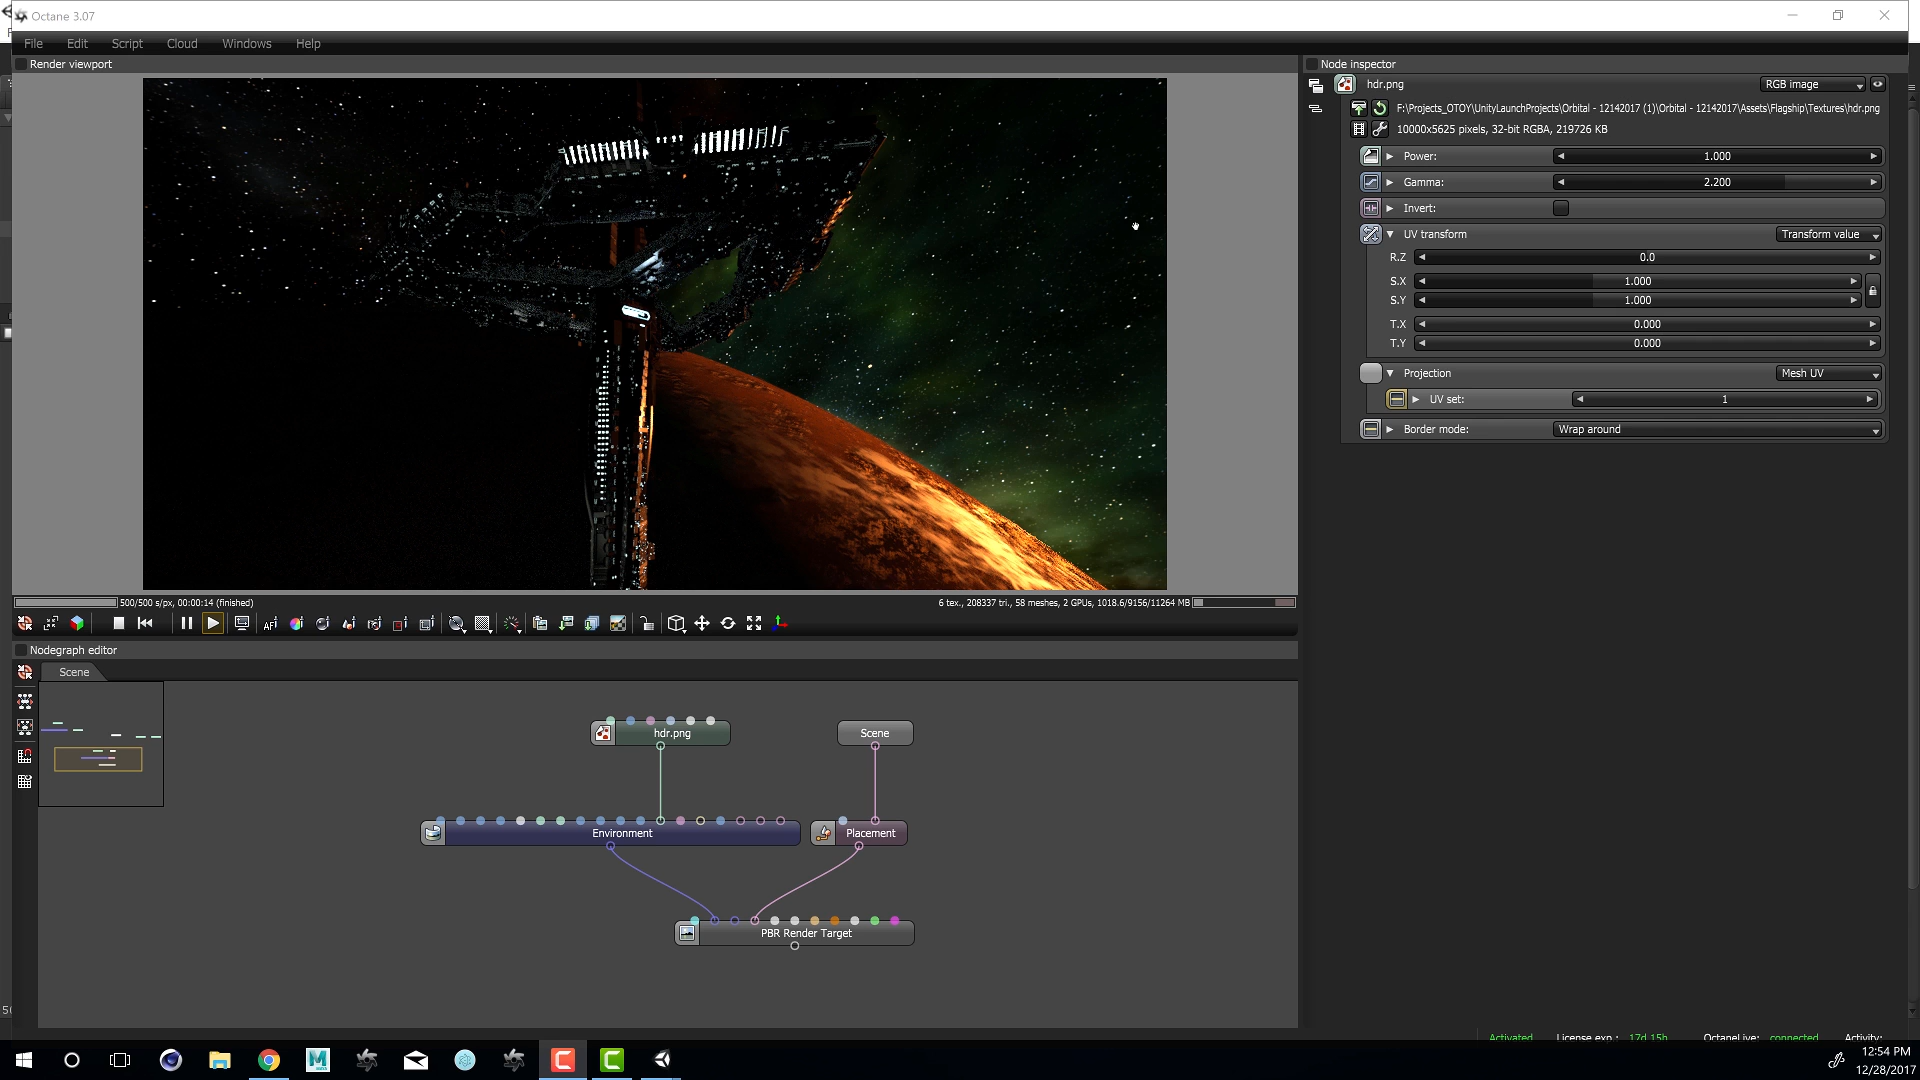 Octane 3.07
File Edit Script Cloud Windows Help
Render viewport
500/500 s/px, 00:00:14 (finished)
6 tex., 208337 tri., 58 meshes, 2 GPUs, 1018.6/9156/11264 MB
AF
Nodegraph editor
Scene
hdr.png
Scene
Environment
Placement
PBR Render Target
Node inspector
hdr.png
RGB image
F:\Projects_OTOY\UnityLaunchProjects\Orbital - 12142017 (1)\Orbital - 12142017\Assets\Flagship\Textures\hdr.png
10000x5625 pixels, 32-bit RGBA, 219726 KB
Power: 1.000
Gamma: 2.200
Invert:
UV transform Transform value
R.Z 0.0
S.X 1.000
S.Y 1.000
T.X 0.000
T.Y 0.000
Projection Mesh UV
UV set: 1
Border mode: Wrap around
Activated License exp.: 17d 15h OctaneLive: connected Activity:
12:54 PM
12/28/2017